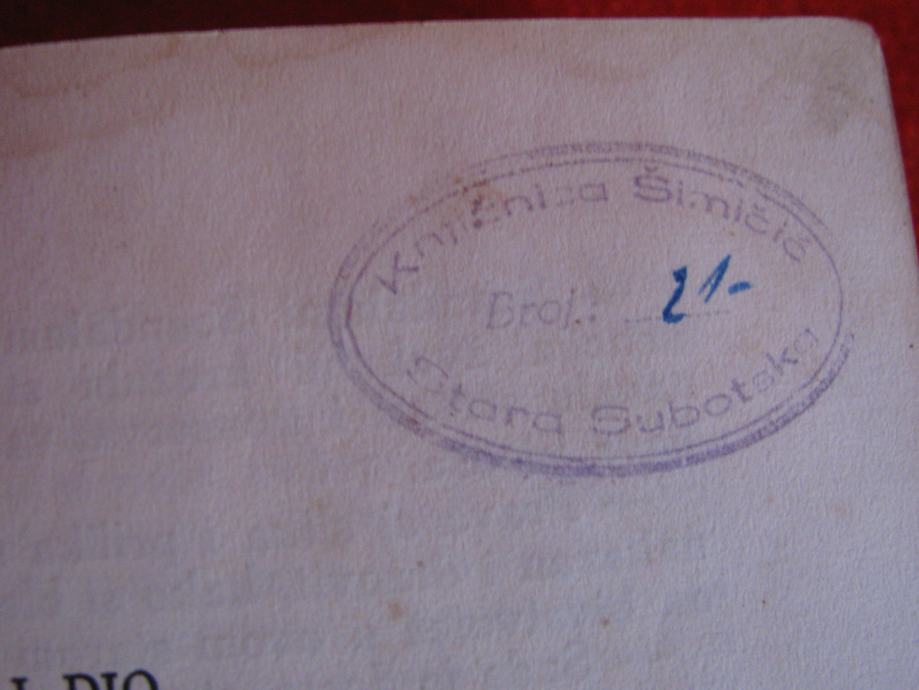 Knjižnica Šimičić
Broj.: 21-
Stara Subotska
I DIO